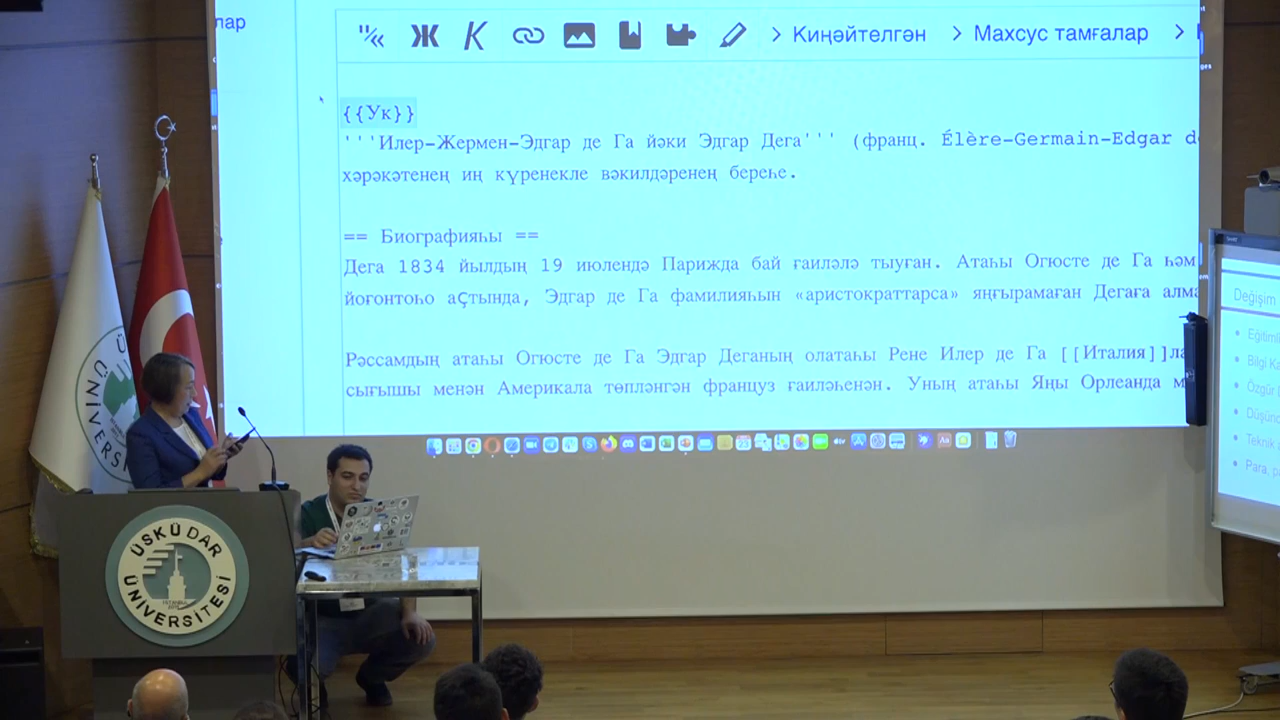 лар
Ж К Киңәйтелгән Махсус тамғалар
{{Ук}}
'''Илер-Жермен-Эдгар де Га йәки Эдгар Дега''' (франц. Élère-Germain-Edgar d
хәрәкәтенең иң күренекле вәкилдәренең береһе.
== Биографияһы ==
Дега 1834 йылдың 19 июлендә Парижда бай ғаиләлә тыуған. Атаһы Огюсте де Га һәм
йоғонтоһо аҫтында, Эдгар де Га фамилияһын «аристократтарса» яңғырамаған Дегаға алма
Рәссамдың атаһы Огюсте де Га Эдгар Деганың олатаһы Рене Илер де Га [[Италия]]ла
сығышы менән Америкала төпләнгән француз ғаиләһенән. Уның атаһы Яңы Орлеанда м
Değişim
• Eğitimli
• Bilgi Ka
• Özgür
• Düşünc
• Teknik
• Para, p
ÜNİVERSİ
ÜSKÜDAR
ÜNİVERSİTESİ
İSTANBUL